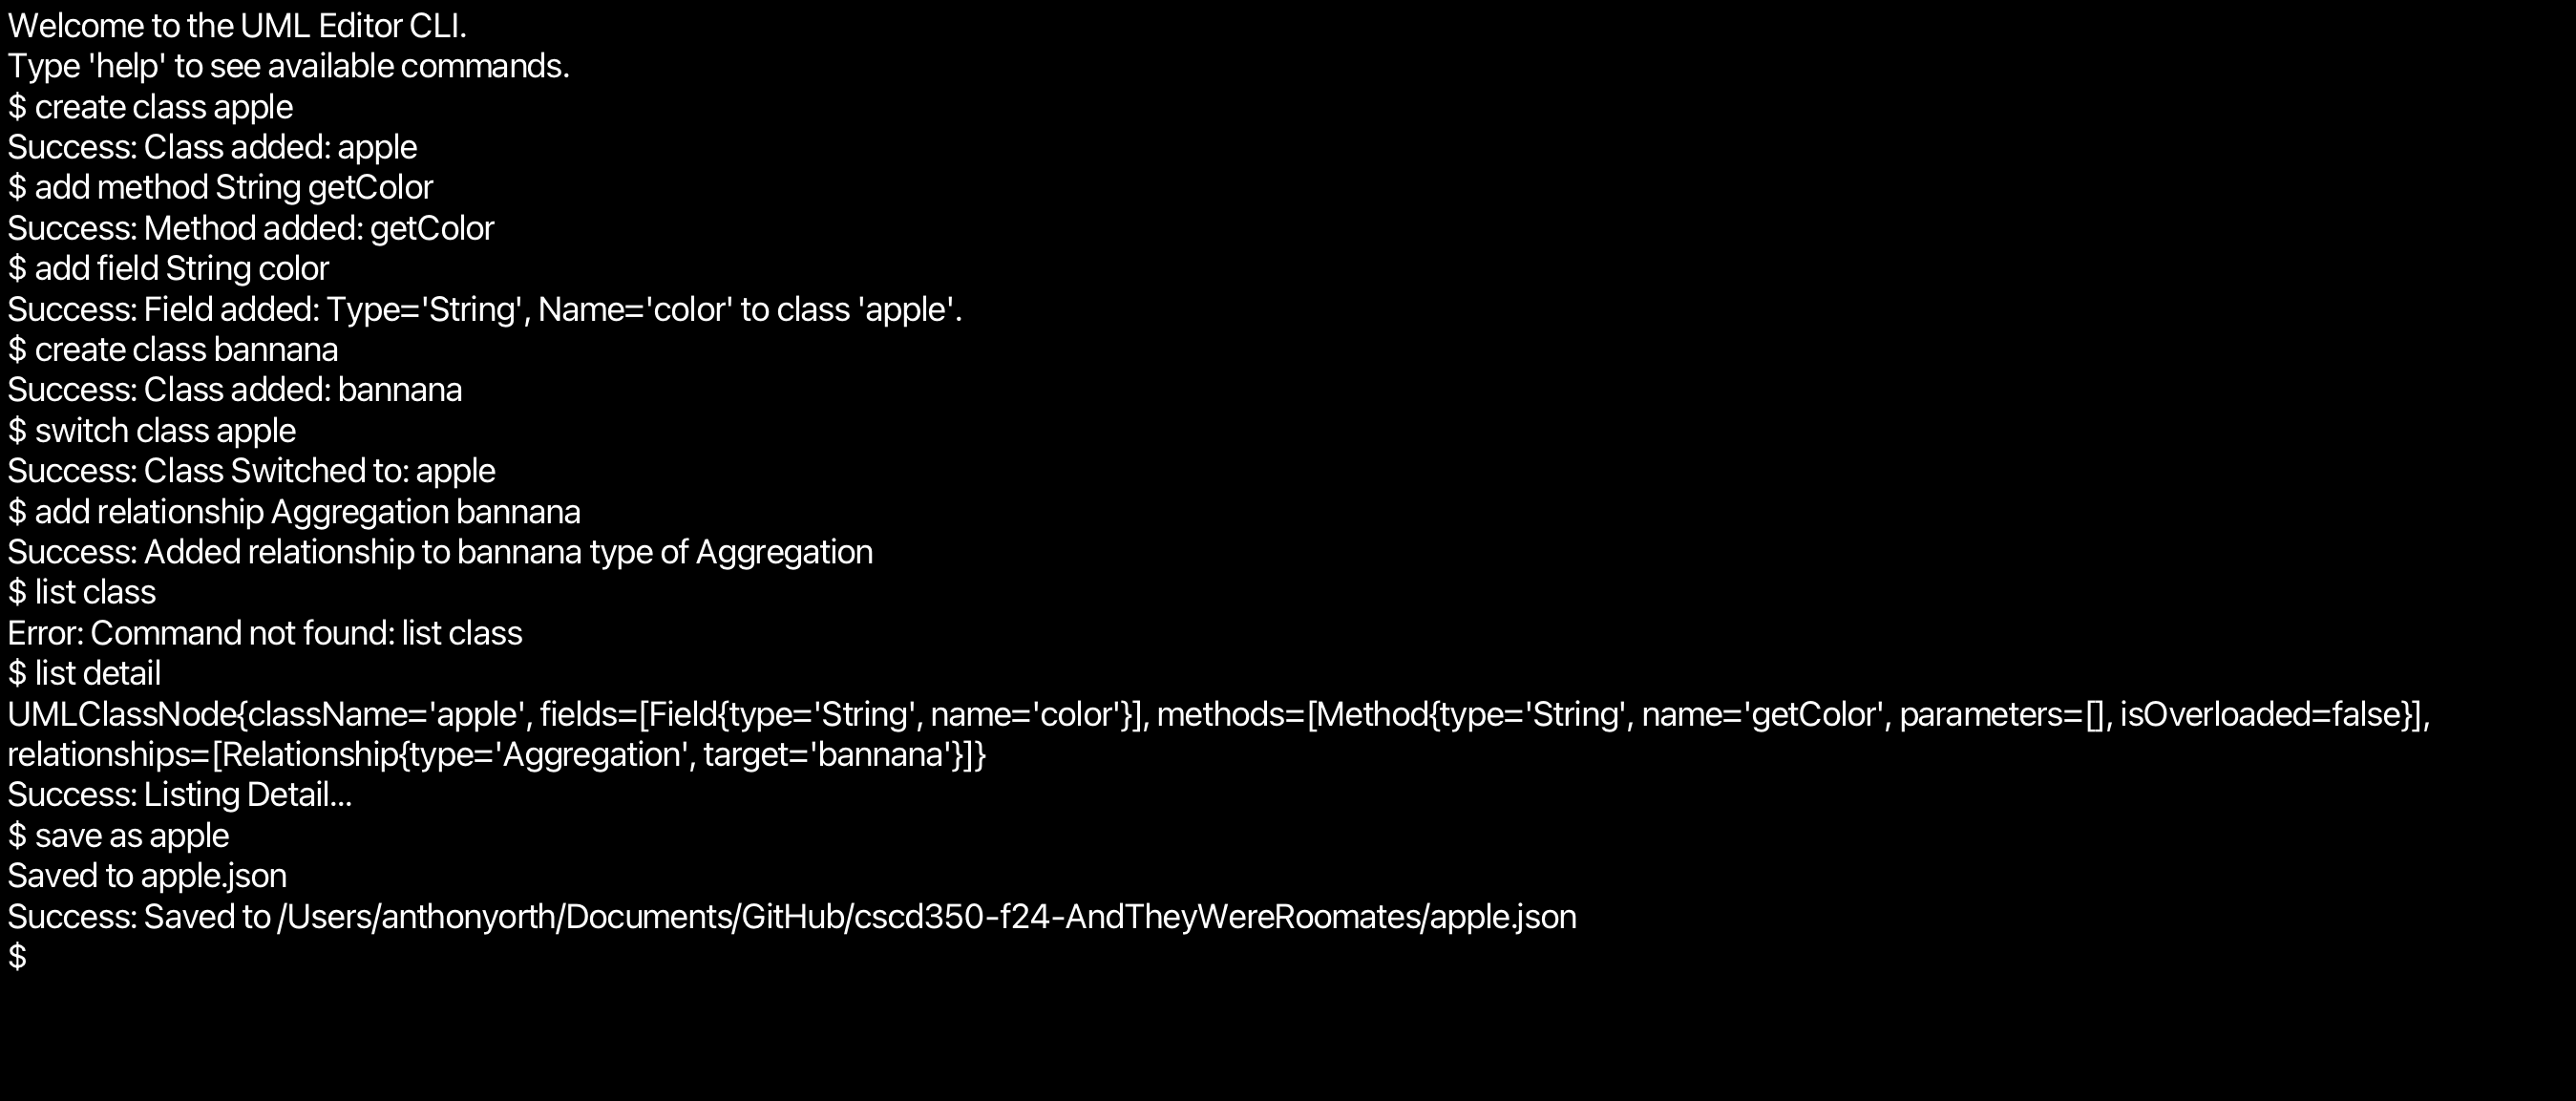 Welcome to the UML Editor CLI.
Type 'help' to see available commands.
$ create class apple
Success: Class added: apple
$ add method String getColor
Success: Method added: getColor
$ add field String color
Success: Field added: Type='String', Name='color' to class 'apple'.
$ create class bannana
Success: Class added: bannana
$ switch class apple
Success: Class Switched to: apple
$ add relationship Aggregation bannana
Success: Added relationship to bannana type of Aggregation
$ list class
Error: Command not found: list class
$ list detail
UMLClassNode{className='apple', fields=[Field{type='String', name='color'}], methods=[Method{type='String', name='getColor', parameters=[], isOverloaded=false}],
relationships=[Relationship{type='Aggregation', target='bannana'}]}
Success: Listing Detail...
$ save as apple
Saved to apple.json
Success: Saved to /Users/anthonyorth/Documents/GitHub/cscd350-f24-AndTheyWereRoomates/apple.json
$